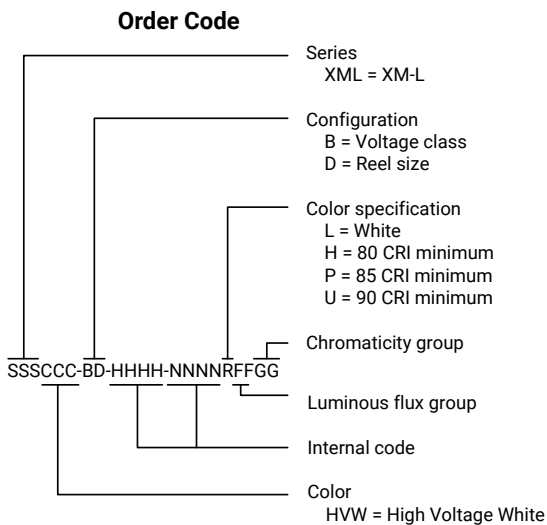 Order Code
Series
XML = XM-L
Configuration
B = Voltage class
D = Reel size
Color specification
L = White
H = 80 CRI minimum
P = 85 CRI minimum
U = 90 CRI minimum
Chromaticity group
SSSCCC-BD-HHHH-NNNNRFFGG
Luminous flux group
Internal code
Color
HVW = High Voltage White